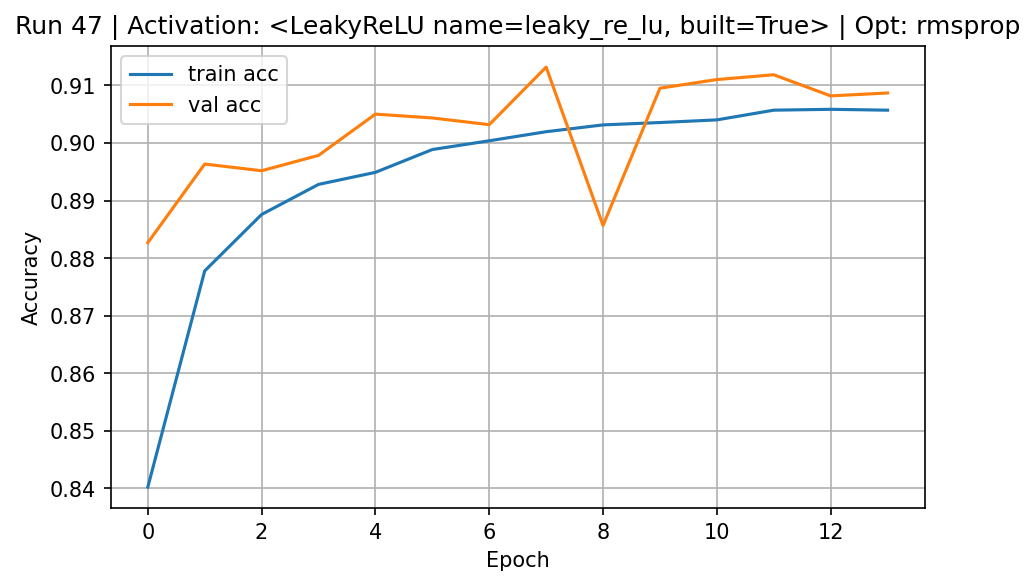 Run 47 | Activation: <LeakyReLU name=leaky_re_lu, built=True> | Opt: rmsprop
train acc
val acc
0.91
0.90
0.89
0.88
0.87
0.86
0.85
0.84
Accuracy
0 2 4 6 8 10 12
Epoch